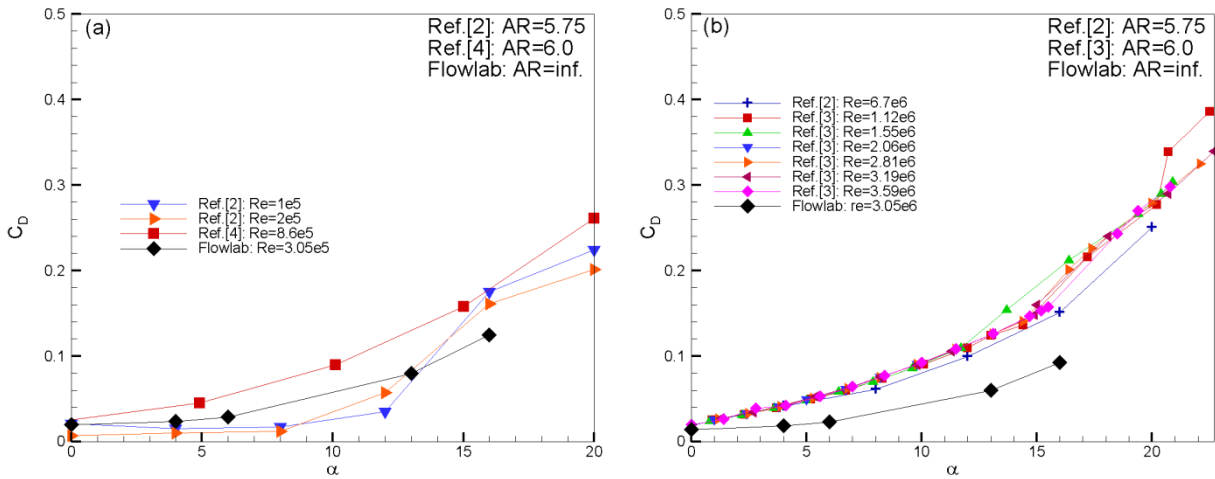 (a)
Ref.[2]: AR=5.75
Ref.[4]: AR=6.0
Flowlab: AR=inf.
0.5
0.4
0.3
0.2
0.1
0
C_D
Ref.[2]: Re=1e5
Ref.[2]: Re=2e5
Ref.[4]: Re=8.6e5
Flowlab: Re=3.05e5
0 5 10 15 20
α
(b)
Ref.[2]: AR=5.75
Ref.[3]: AR=6.0
Flowlab: AR=inf.
0.5
0.4
0.3
0.2
0.1
0
C_D
Ref.[2]: Re=6.7e6
Ref.[3]: Re=1.12e6
Ref.[3]: Re=1.55e6
Ref.[3]: Re=2.06e6
Ref.[3]: Re=2.81e6
Ref.[3]: Re=3.19e6
Ref.[3]: Re=3.59e6
Flowlab: re=3.05e6
0 5 10 15 20
α